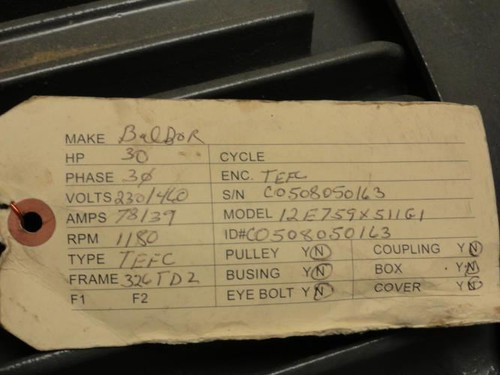 MAKE BalDOR
HP 30 CYCLE
PHASE 3Ø ENC. TEFC
VOLTS 230/460 S/N C0508050163
AMPS 78/39 MODEL 12E759X511G1
RPM 1180 ID# C0508050163
TYPE TEFC PULLEY Y N COUPLING Y N
FRAME 326TD2 BUSING Y N BOX Y N
F1 F2 EYE BOLT Y N COVER Y N